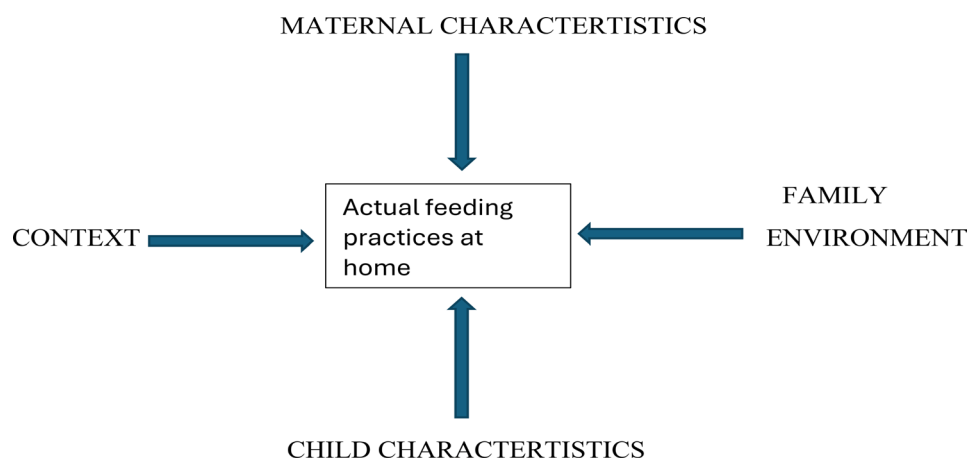 MATERNAL CHARACTERTISTICS
Actual feeding
practices at
home
CONTEXT
FAMILY
ENVIRONMENT
CHILD CHARACTERTISTICS